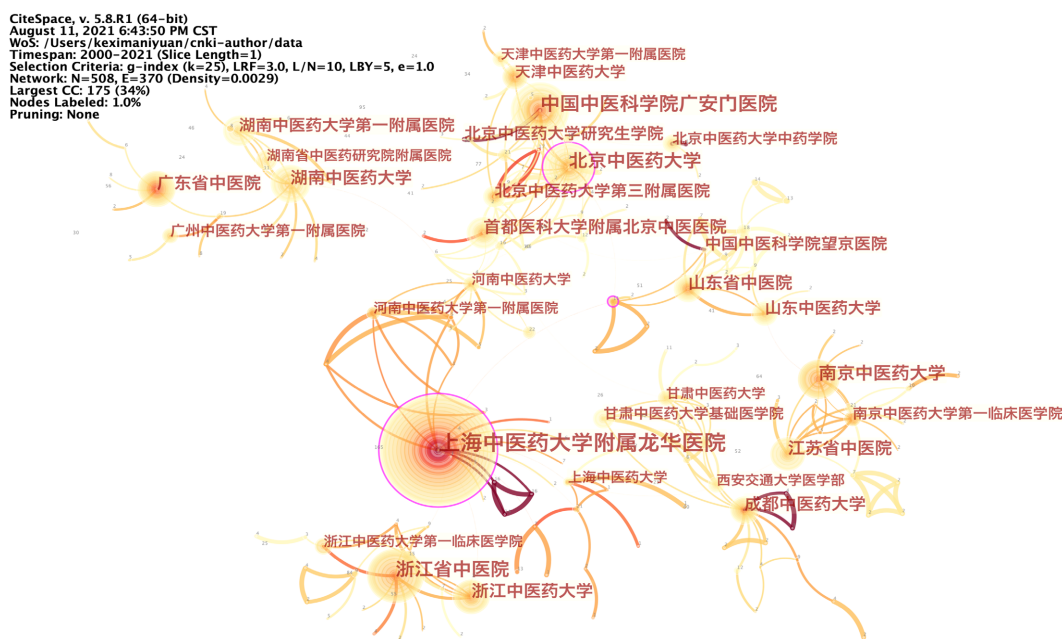 CiteSpace, v. 5.8.R1 (64-bit)
August 11, 2021 6:43:50 PM CST
WoS: /Users/keximaniyuan/cnki-author/data
Timespan: 2000-2021 (Slice Length=1)
Selection Criteria: g-index (k=25), LRF=3.0, L/N=10, LBY=5, e=1.0
Network: N=508, E=370 (Density=0.0029)
Largest CC: 175 (34%)
Nodes Labeled: 1.0%
Pruning: None
天津中医药大学第一附属医院
天津中医药大学
中国中医科学院广安门医院
湖南中医药大学第一附属医院
北京中医药大学研究生学院
北京中医药大学中药学院
湖南省中医药研究院附属医院
北京中医药大学
广东省中医院
湖南中医药大学
北京中医药大学第三附属医院
广州中医药大学第一附属医院
首都医科大学附属北京中医医院
中国中医科学院望京医院
河南中医药大学
山东省中医院
河南中医药大学第一附属医院
山东中医药大学
南京中医药大学
甘肃中医药大学
甘肃中医药大学基础医学院
南京中医药大学第一临床医学院
上海中医药大学附属龙华医院
江苏省中医院
上海中医药大学
西安交通大学医学部
成都中医药大学
浙江中医药大学第一临床医学院
浙江省中医院
浙江中医药大学